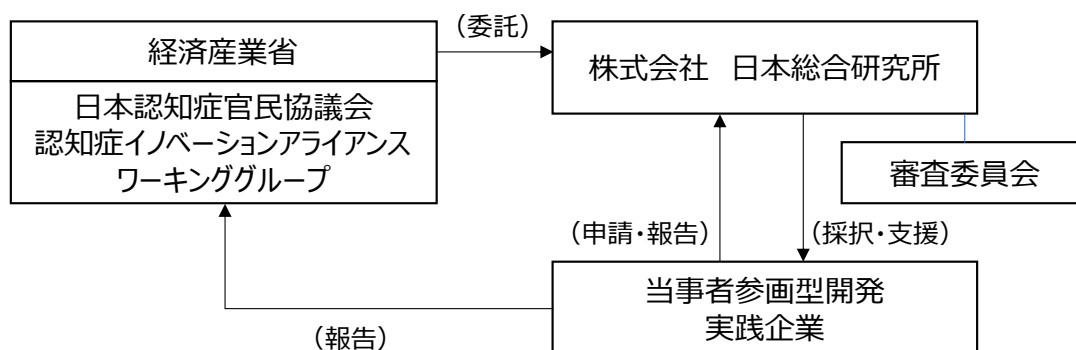 経済産業省
（委託）
株式会社　日本総合研究所
日本認知症官民協議会
認知症イノベーションアライアンス
ワーキンググループ
審査委員会
（申請・報告）
（採択・支援）
当事者参画型開発
実践企業
（報告）